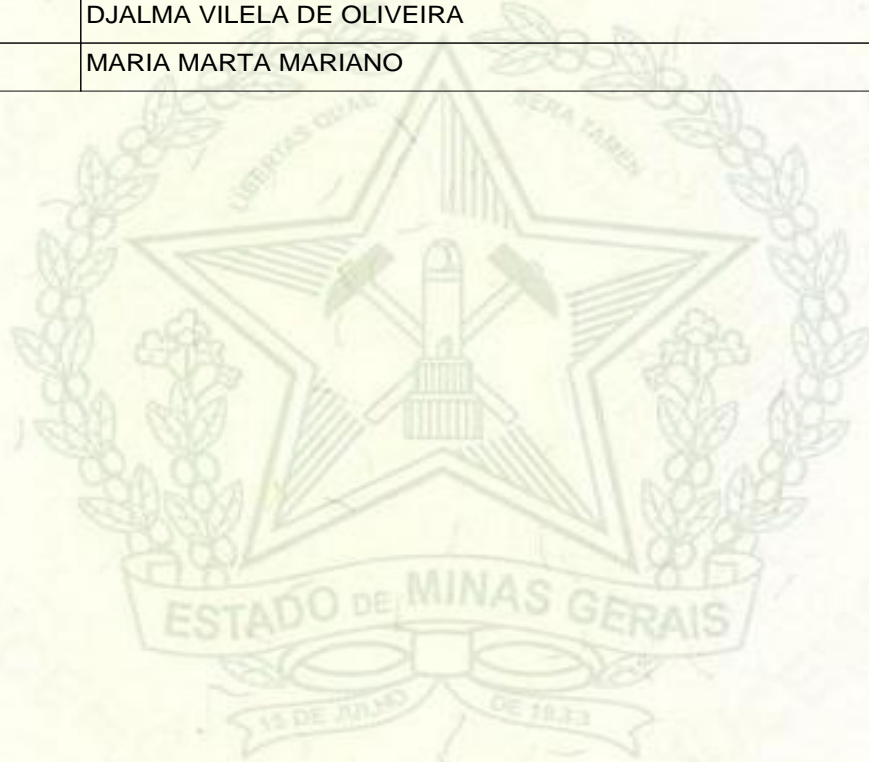 DJALMA VILELA DE OLIVEIRA
MARIA MARTA MARIANO
LIBERTAS QUAE SERA TAMEN
ESTADO DE MINAS GERAIS
15 DE JULHO DE 1933